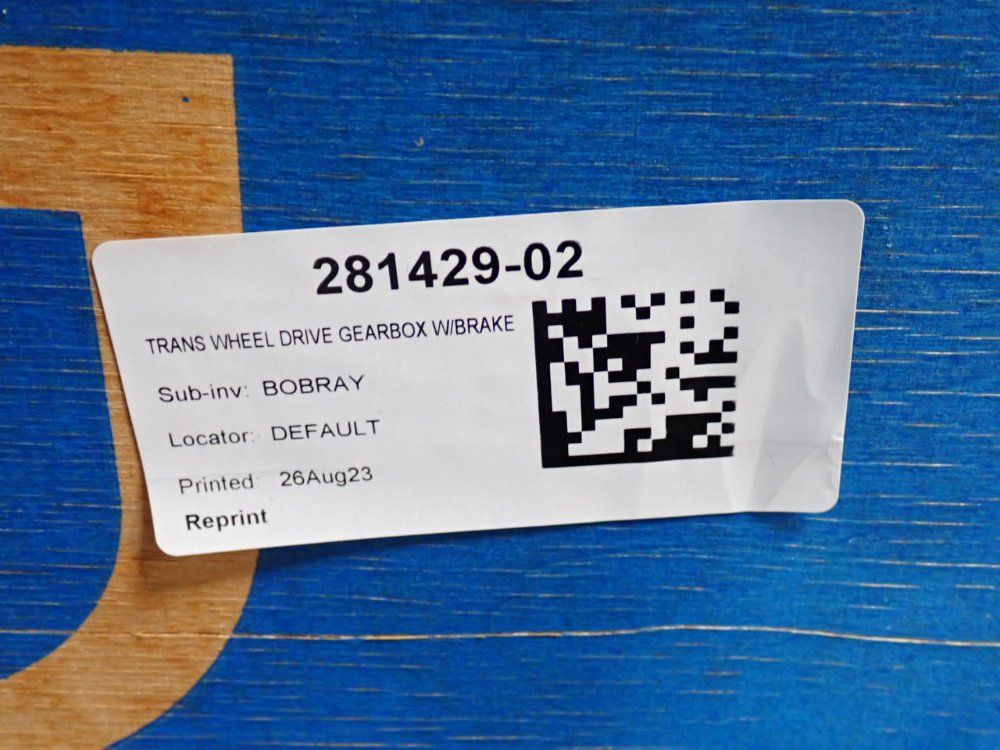 281429-02
TRANS WHEEL DRIVE GEARBOX W/BRAKE
Sub-inv: BOBRAY
Locator: DEFAULT
Printed: 26Aug23
Reprint